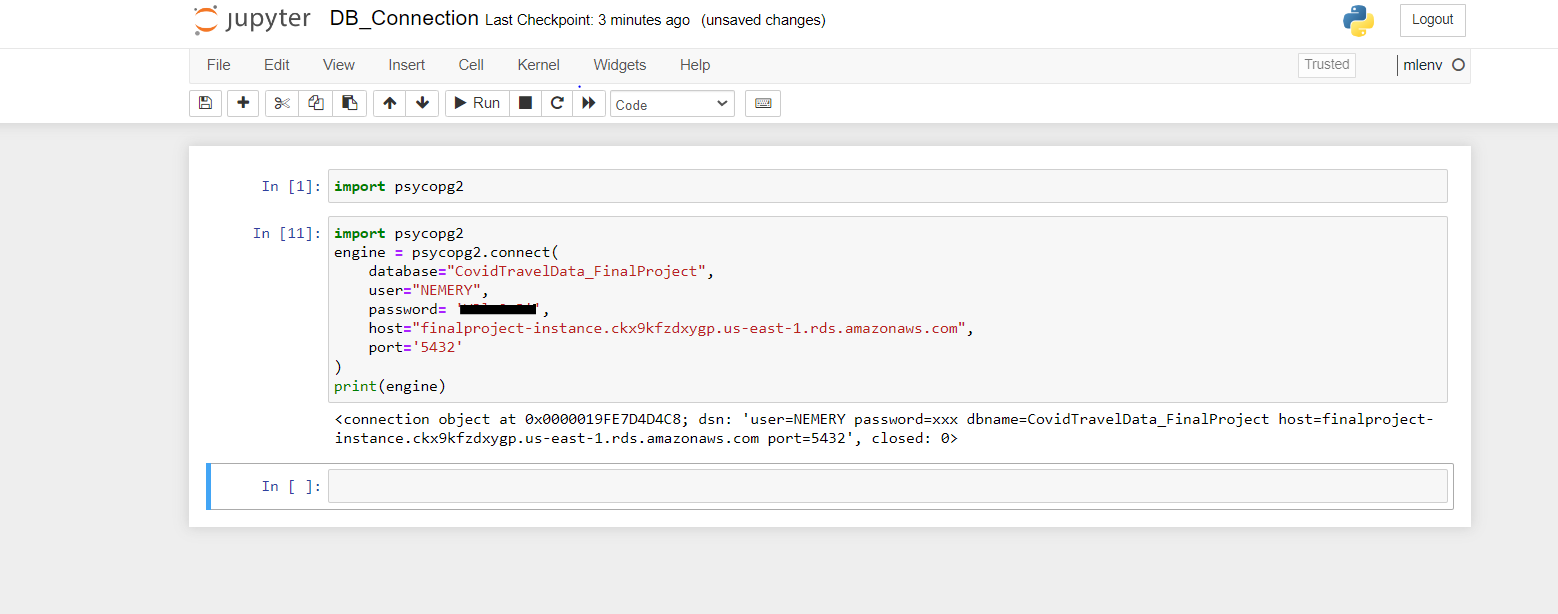 jupyter DB_Connection Last Checkpoint: 3 minutes ago (unsaved changes)
Logout
File Edit View Insert Cell Kernel Widgets Help
Trusted
mlenv
Run
Code
In [1]: import psycopg2
In [11]: import psycopg2
engine = psycopg2.connect(
database="CovidTravelData_FinalProject",
user="NEMERY",
password= ' ',
host="finalproject-instance.ckx9kfzdxygp.us-east-1.rds.amazonaws.com",
port='5432'
)
print(engine)
<connection object at 0x0000019FE7D4D4C8; dsn: 'user=NEMERY password=xxx dbname=CovidTravelData_FinalProject host=finalproject-
instance.ckx9kfzdxygp.us-east-1.rds.amazonaws.com port=5432', closed: 0>
In [ ]: